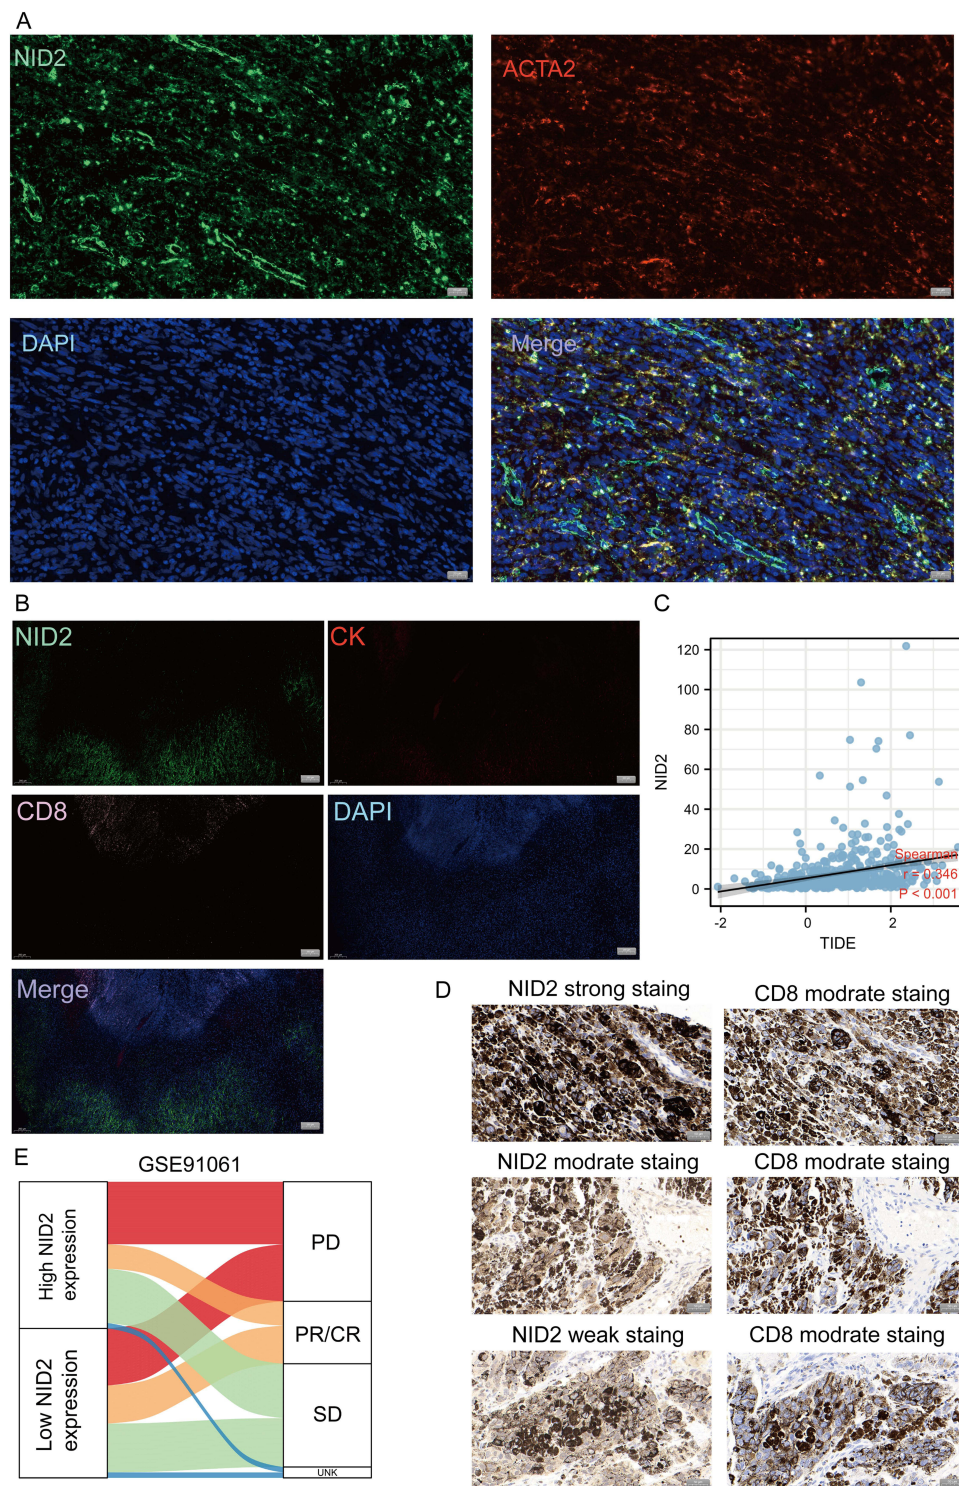 A
NID2
ACTA2
DAPI
Merge
B
NID2
CK
CD8
DAPI
Merge
C
120
100
80
60
40
20
0
NID2
-2
0
2
TIDE
Spearman
r = 0.346
P < 0.001
D
NID2 strong staing
CD8 modrate staing
NID2 modrate staing
CD8 modrate staing
NID2 weak staing
CD8 modrate staing
E
GSE91061
High NID2
expression
Low NID2
expression
PD
PR/CR
SD
UNK